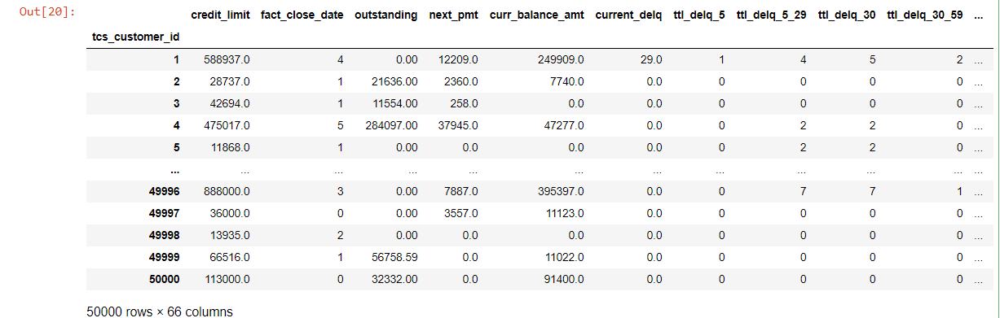 Out[20]:
credit_limit fact_close_date outstanding next_pmt curr_balance_amt current_delq ttl_delq_5 ttl_delq_5_29 ttl_delq_30 ttl_delq_30_59 ...
tcs_customer_id
1 588937.0 4 0.00 12209.0 249909.0 29.0 1 4 5 2 ...
2 28737.0 1 21636.00 2360.0 7740.0 0.0 0 0 0 0 ...
3 42694.0 1 11554.00 258.0 0.0 0.0 0 0 0 0 ...
4 475017.0 5 284097.00 37945.0 47277.0 0.0 0 2 2 0 ...
5 11868.0 1 0.00 0.0 0.0 0.0 0 2 2 0 ...
... ... ... ... ... ... ... ... ... ... ... ...
49996 888000.0 3 0.00 7887.0 395397.0 0.0 0 7 7 1 ...
49997 36000.0 0 0.00 3557.0 11123.0 0.0 0 0 0 0 ...
49998 13935.0 2 0.00 0.0 0.0 0.0 0 0 0 0 ...
49999 66516.0 1 56758.59 0.0 11022.0 0.0 0 0 0 0 ...
50000 113000.0 0 32332.00 0.0 91400.0 0.0 0 0 0 0 ...
50000 rows × 66 columns